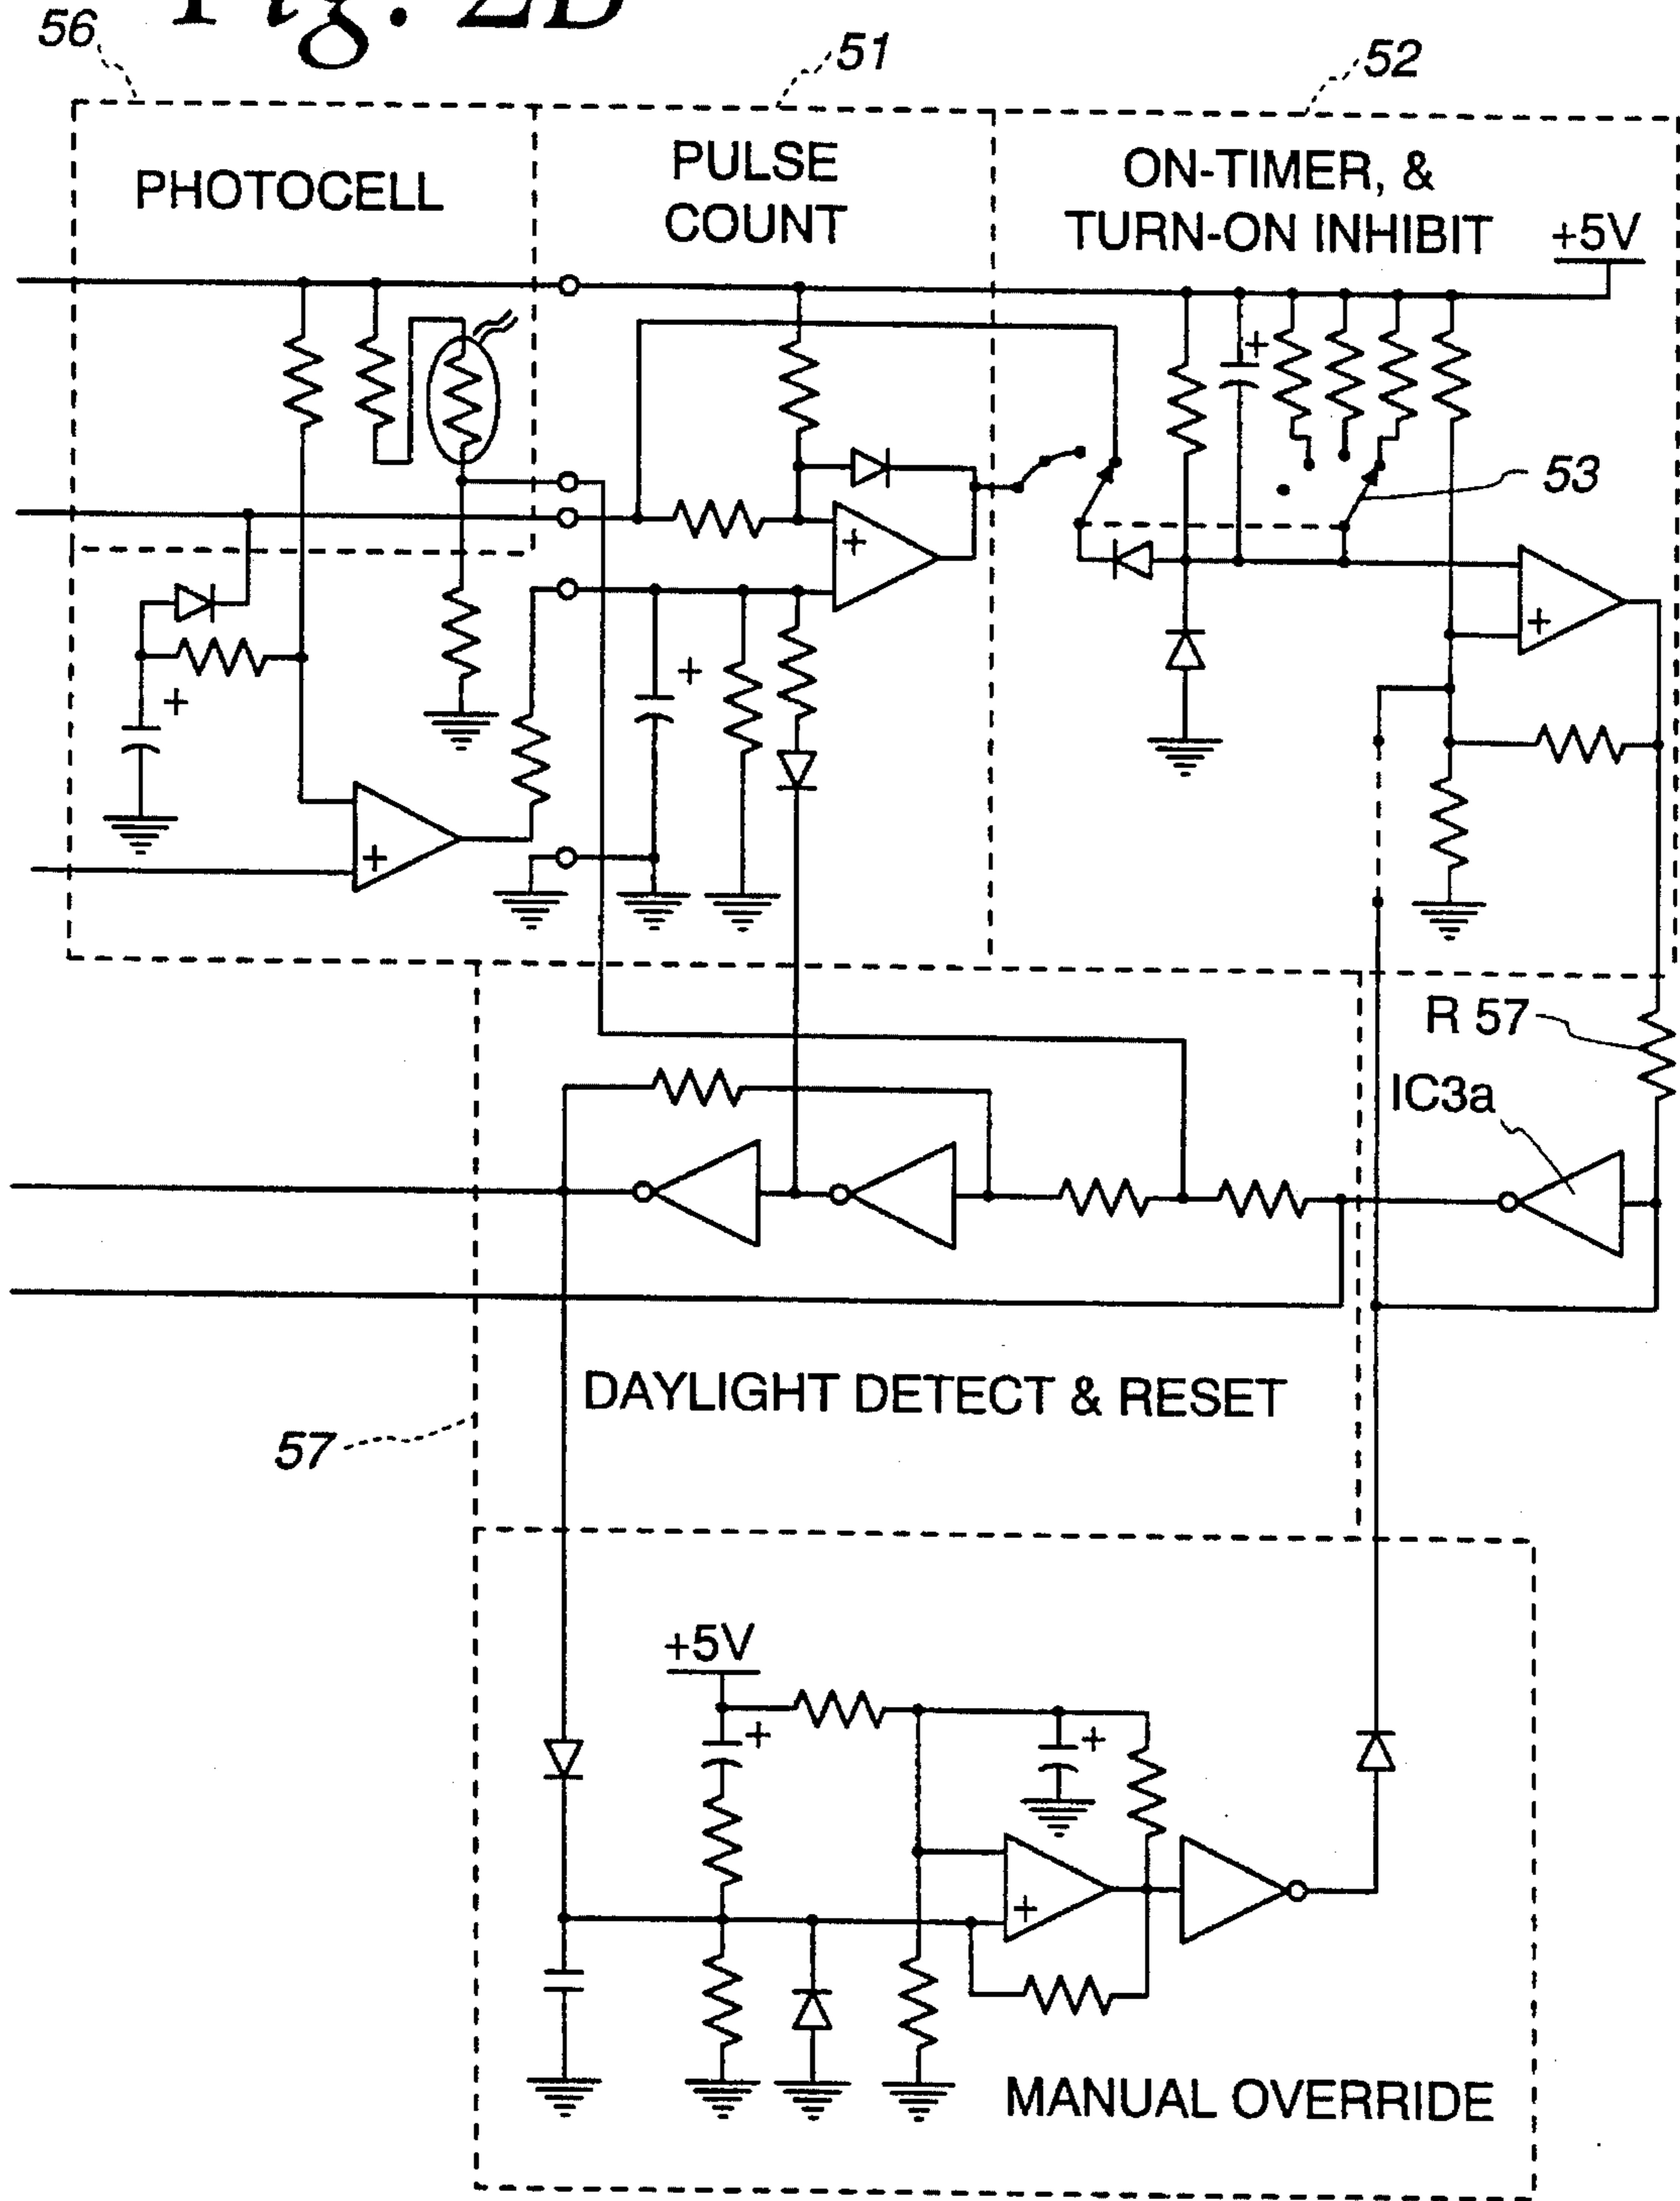 Fig. 2B
56
51
52
PHOTOCELL
PULSE
COUNT
ON-TIMER, &
TURN-ON INHIBIT
+5V
+
+
53
+
+
+
+
+
R 57
IC3a
DAYLIGHT DETECT & RESET
57
+5V
+
+
+
MANUAL OVERRIDE